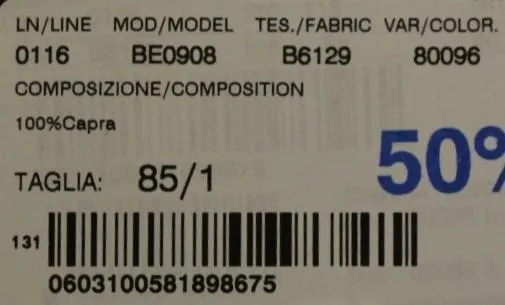 LN/LINE MOD/MODEL TES./FABRIC VAR/COLOR.
0116 BE0908 B6129 80096
COMPOSIZIONE/COMPOSITION
100%Capra
50%
TAGLIA: 85/1
131
0603100581898675